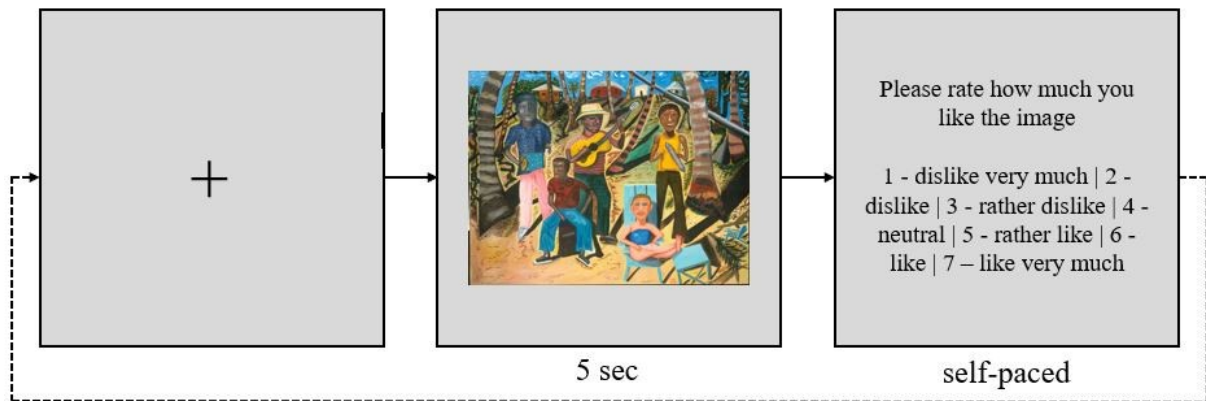 Please rate how much you
like the image
1 - dislike very much | 2 -
dislike | 3 - rather dislike | 4 -
neutral | 5 - rather like | 6 -
like | 7 – like very much
5 sec
self-paced